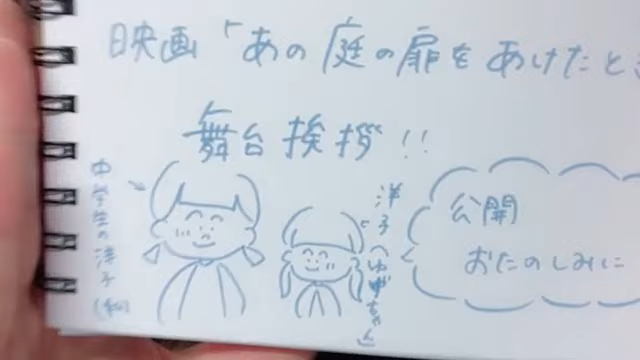 映画「あの庭の扉をあけたとき
舞台挨拶!!
中学生の洋子(私)
洋子(ゆずちゃん)
公開
おたのしみに